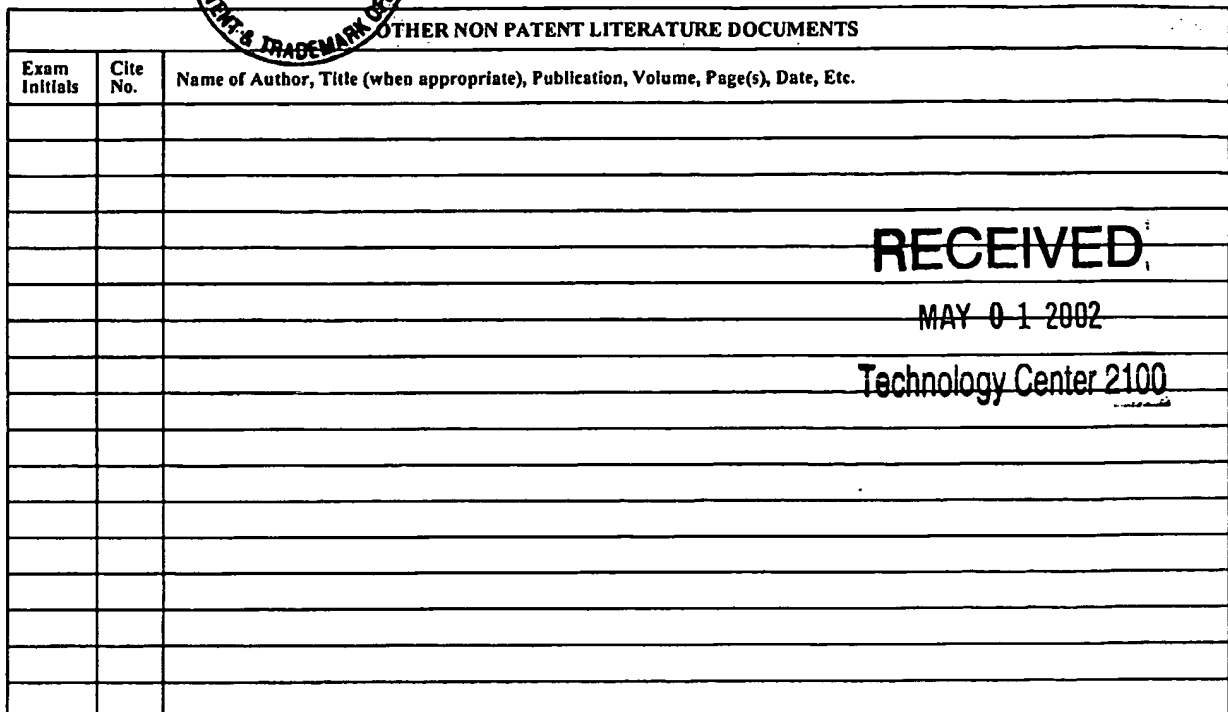 OTHER NON PATENT LITERATURE DOCUMENTS
& TRADEMARK
Exam Initials
Cite No.
Name of Author, Title (when appropriate), Publication, Volume, Page(s), Date, Etc.
RECEIVED
MAY 0 1 2002
Technology Center 2100